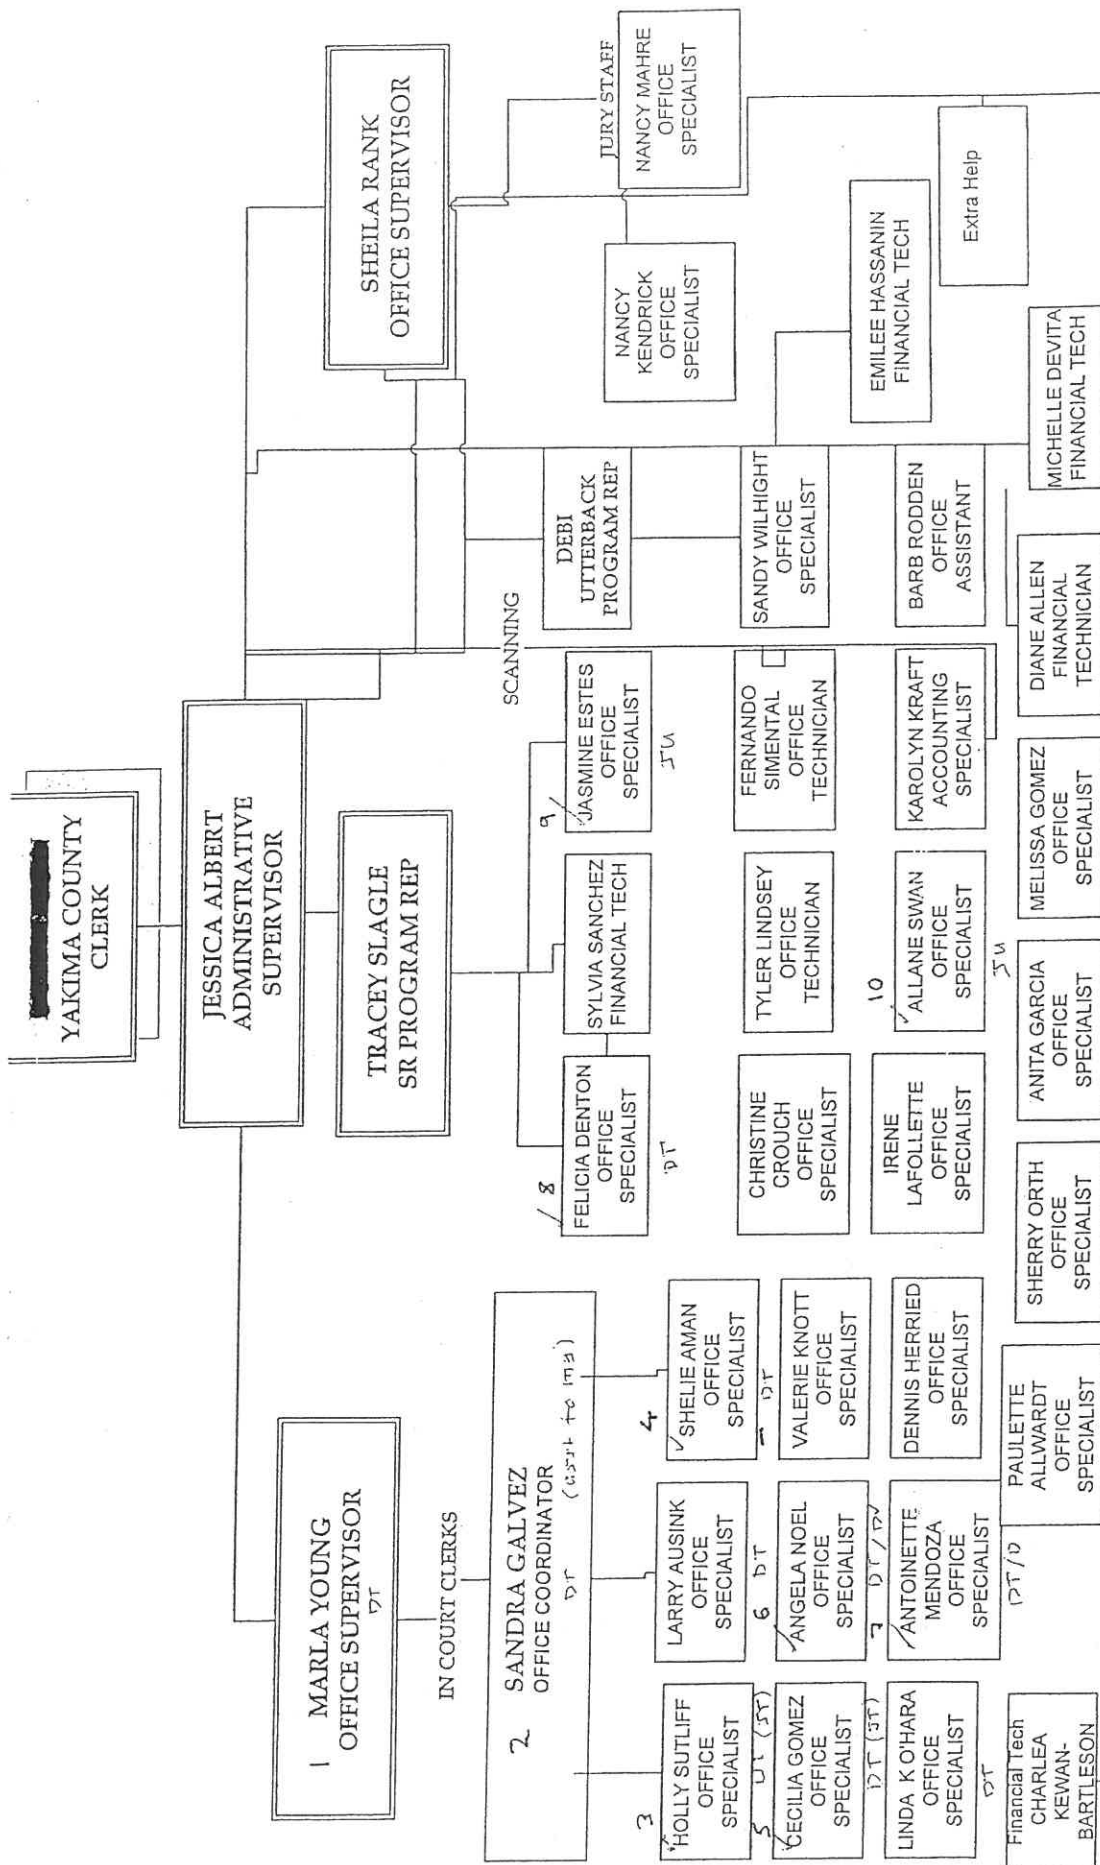 YAKIMA COUNTY
CLERK
JESSICA ALBERT
ADMINISTRATIVE
SUPERVISOR
1 MARLA YOUNG
OFFICE SUPERVISOR
DT
TRACEY SLAGLE
SR PROGRAM REP
SHEILA RANK
OFFICE SUPERVISOR
IN COURT CLERKS
2 SANDRA GALVEZ
OFFICE COORDINATOR
DT
SCANNING
JURY STAFF
3
HOLLY SUTLIFF
OFFICE
SPECIALIST
LARRY AUSINK
OFFICE
SPECIALIST
DT
4
SHELIE AMAN
OFFICE
SPECIALIST
DT
8
FELICIA DENTON
OFFICE
SPECIALIST
DT
SYLVIA SANCHEZ
FINANCIAL TECH
9
JASMINE ESTES
OFFICE
SPECIALIST
DEBI
UTTERBACK
PROGRAM REP
NANCY
KENDRICK
OFFICE
SPECIALIST
NANCY MAHRE
OFFICE
SPECIALIST
5
CECILIA GOMEZ
OFFICE
SPECIALIST
6
ANGELA NOEL
OFFICE
SPECIALIST
VALERIE KNOTT
OFFICE
SPECIALIST
CHRISTINE
CROUCH
OFFICE
SPECIALIST
TYLER LINDSEY
OFFICE
TECHNICIAN
FERNANDO
SIMENTAL
OFFICE
TECHNICIAN
SANDY WILHIGHT
OFFICE
SPECIALIST
EMILEE HASSANIN
FINANCIAL TECH
LINDA K O'HARA
OFFICE
SPECIALIST
DT
7
ANTOINETTE
MENDOZA
OFFICE
SPECIALIST
DT/D
DENNIS HERRIED
OFFICE
SPECIALIST
IRENE
LAFOLLETTE
OFFICE
SPECIALIST
10
ALLANE SWAN
OFFICE
SPECIALIST
KAROLYN KRAFT
ACCOUNTING
SPECIALIST
BARB RODDEN
OFFICE
ASSISTANT
Extra Help
Financial Tech
CHARLEA
KEWAN-
BARTLESON
PAULETTE
ALLWARDT
OFFICE
SPECIALIST
SHERRY ORTH
OFFICE
SPECIALIST
ANITA GARCIA
OFFICE
SPECIALIST
MELISSA GOMEZ
OFFICE
SPECIALIST
DIANE ALLEN
FINANCIAL
TECHNICIAN
MICHELLE DEVITA
FINANCIAL TECH